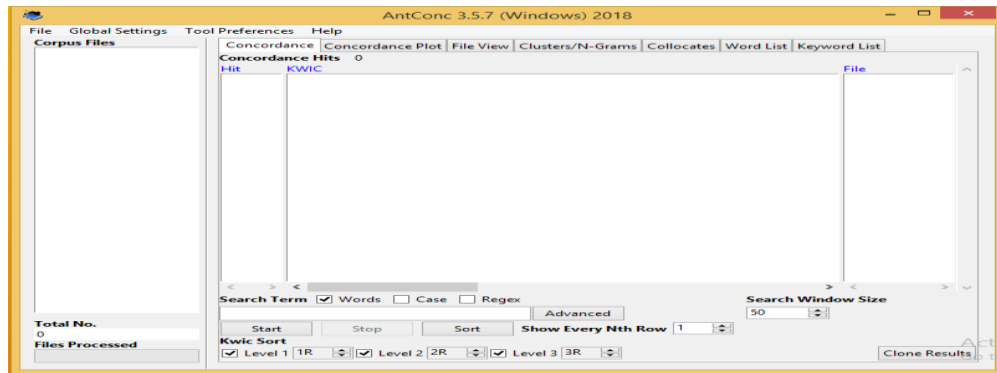 AntConc 3.5.7 (Windows) 2018
File Global Settings Tool Preferences Help
Corpus Files
Concordance Concordance Plot File View Clusters/N-Grams Collocates Word List Keyword List
Concordance Hits 0
Hit KWIC File
Search Term Words Case Regex Search Window Size
Advanced 50
Total No.
0
Files Processed
Start Stop Sort Show Every Nth Row 1
Kwic Sort
Level 1 1R Level 2 2R Level 3 3R Clone Results